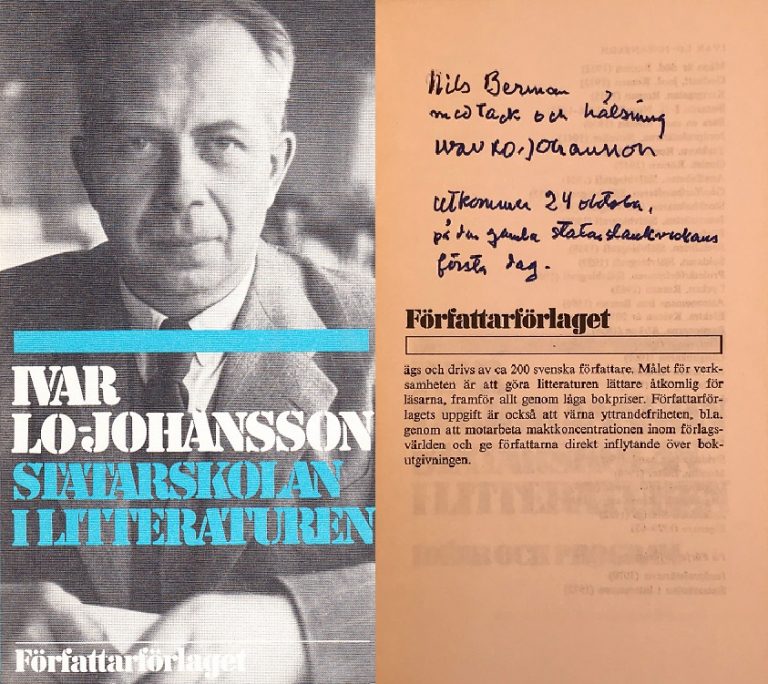 IVAR
LO-JOHANSSON
STATARSKOLAN
I LITTERATUREN
Författarförlaget
Nils Berman
med tack och hälsning
Ivar Lo-Johansson
utkommer 24 oktober,
på den gamla statarslankveckans
första dag.
Författarförlaget
ägs och drivs av ca 200 svenska författare. Målet för verk-
samheten är att göra litteraturen lättare åtkomlig för
läsarna, framför allt genom låga bokpriser. Författarför-
lagets uppgift är också att värna yttrandefriheten, bl.a.
genom att motarbeta maktkoncentrationen inom förlags-
världen och ge författarna direkt inflytande över bok-
utgivningen.